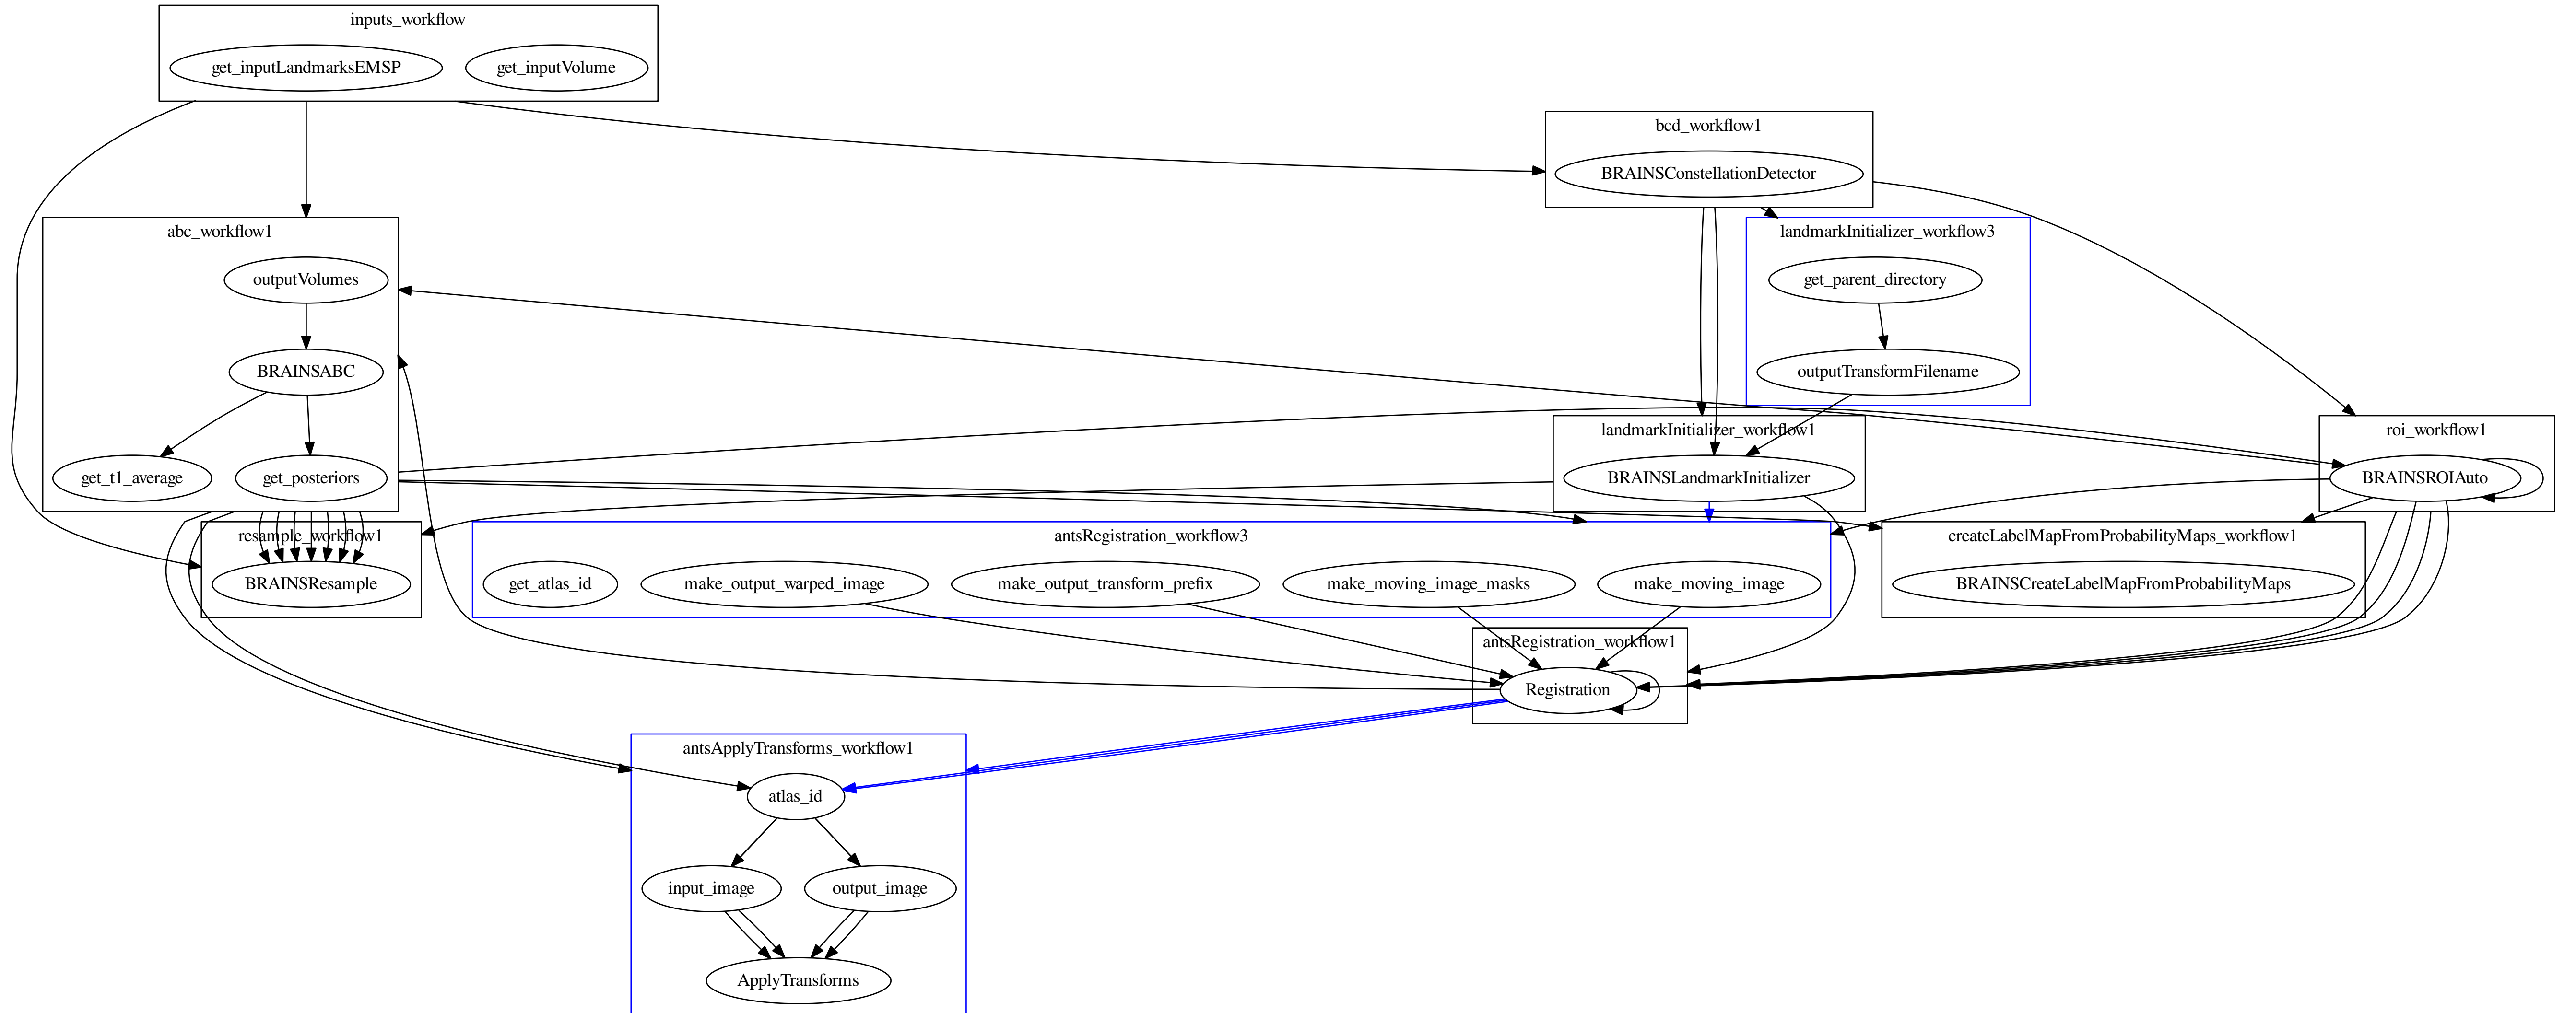 inputs_workflow
get_inputLandmarksEMSP
get_inputVolume
bcd_workflow1
BRAINSConstellationDetector
abc_workflow1
landmarkInitializer_workflow3
outputVolumes
get_parent_directory
BRAINSABC
outputTransformFilename
landmarkInitializer_workflow1
roi_workflow1
get_t1_average
get_posteriors
BRAINSLandmarkInitializer
BRAINSROIAuto
resample_workflow1
antsRegistration_workflow3
createLabelMapFromProbabilityMaps_workflow1
BRAINSResample
get_atlas_id
make_output_warped_image
make_output_transform_prefix
make_moving_image_masks
make_moving_image
BRAINSCreateLabelMapFromProbabilityMaps
antsRegistration_workflow1
Registration
antsApplyTransforms_workflow1
atlas_id
input_image
output_image
ApplyTransforms